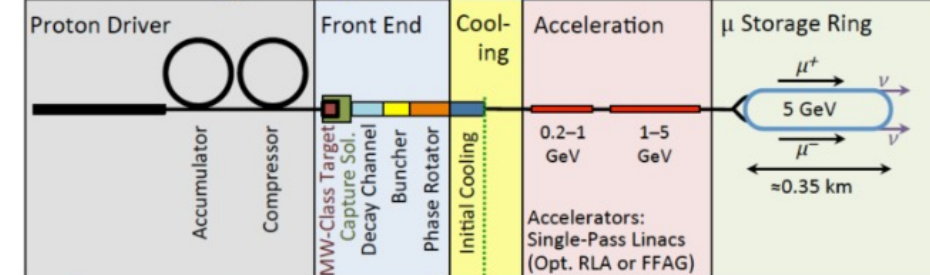 Proton Driver
Accumulator
Compressor
Front End
MW-Class Target
Capture Sol.
Decay Channel
Buncher
Phase Rotator
Cool-
ing
Initial Cooling
Acceleration
0.2–1
GeV
1–5
GeV
Accelerators:
Single-Pass Linacs
(Opt. RLA or FFAG)
μ Storage Ring
μ+
ν
5 GeV
ν
μ−
≈0.35 km